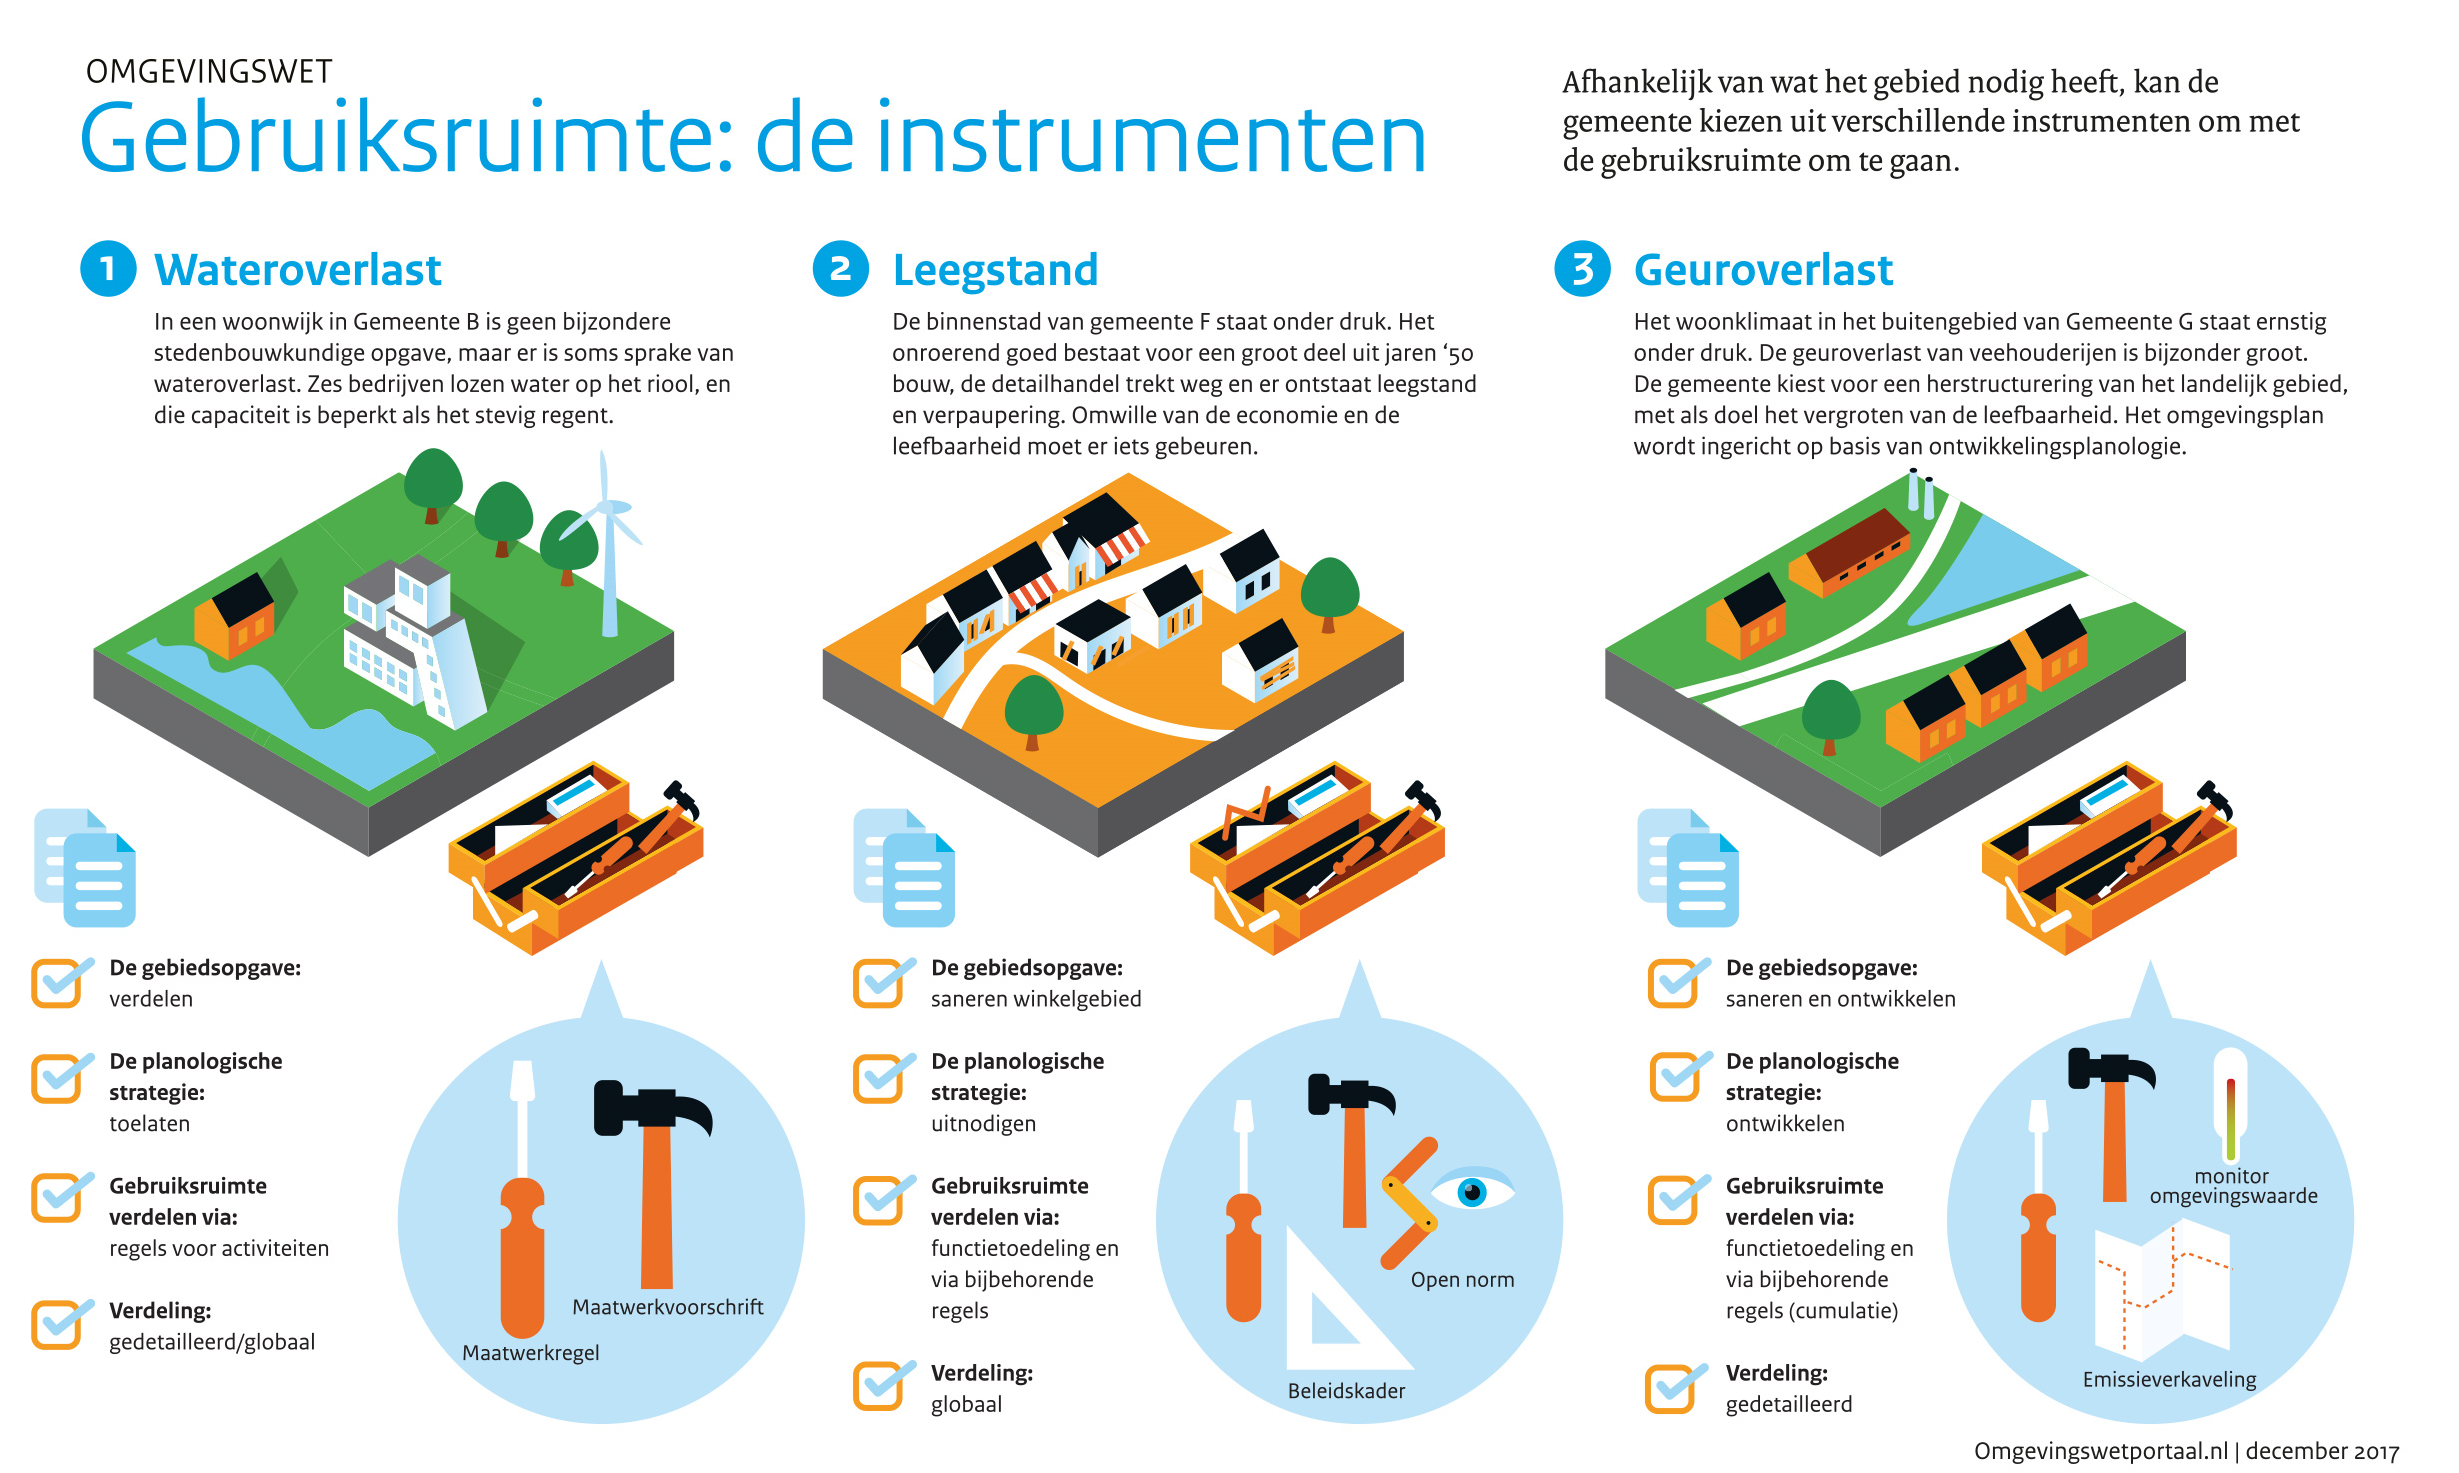 OMGEVINGSWET
Gebruiksruimte: de instrumenten
Afhankelijk van wat het gebied nodig heeft, kan de
gemeente kiezen uit verschillende instrumenten om met
de gebruiksruimte om te gaan.
1 Wateroverlast
In een woonwijk in Gemeente B is geen bijzondere
stedenbouwkundige opgave, maar er is soms sprake van
wateroverlast. Zes bedrijven lozen water op het riool, en
die capaciteit is beperkt als het stevig regent.
De gebiedsopgave:
verdelen
De planologische
strategie:
toelaten
Gebruiksruimte
verdelen via:
regels voor activiteiten
Verdeling:
gedetailleerd/globaal
Maatwerkvoorschrift
Maatwerkregel
2 Leegstand
De binnenstad van gemeente F staat onder druk. Het
onroerend goed bestaat voor een groot deel uit jaren ‘50
bouw, de detailhandel trekt weg en er ontstaat leegstand
en verpaupering. Omwille van de economie en de
leefbaarheid moet er iets gebeuren.
De gebiedsopgave:
saneren winkelgebied
De planologische
strategie:
uitnodigen
Gebruiksruimte
verdelen via:
functietoedeling en
via bijbehorende
regels
Verdeling:
globaal
Open norm
Beleidskader
3 Geuroverlast
Het woonklimaat in het buitengebied van Gemeente G staat ernstig
onder druk. De geuroverlast van veehouderijen is bijzonder groot.
De gemeente kiest voor een herstructurering van het landelijk gebied,
met als doel het vergroten van de leefbaarheid. Het omgevingsplan
wordt ingericht op basis van ontwikkelingsplanologie.
De gebiedsopgave:
saneren en ontwikkelen
De planologische
strategie:
ontwikkelen
Gebruiksruimte
verdelen via:
functietoedeling en
via bijbehorende
regels (cumulatie)
Verdeling:
gedetailleerd
monitor
omgevingswaarde
Emissieverkaveling
Omgevingswetportaal.nl | december 2017